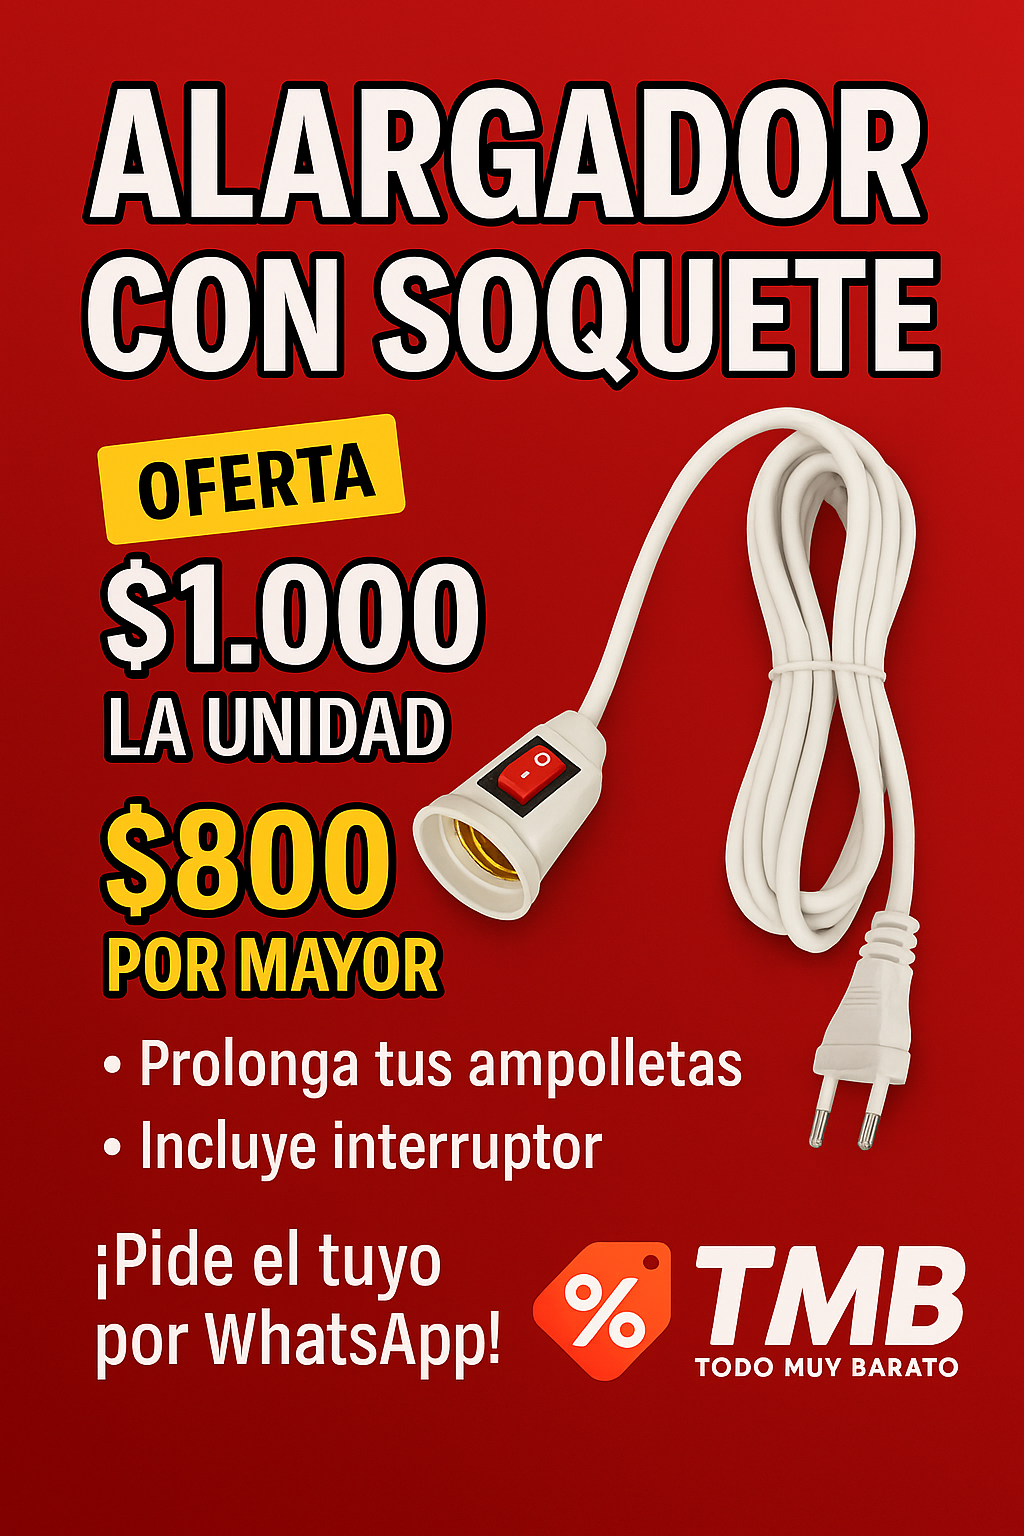 ALARGADOR
CON SOQUETE
OFERTA
$1.000
LA UNIDAD
$800
POR MAYOR
• Prolonga tus ampolletas
• Incluye interruptor
¡Pide el tuyo
por WhatsApp!
%
TMB
TODO MUY BARATO